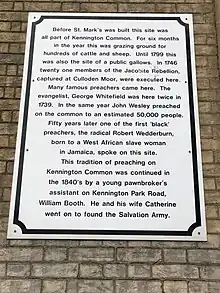 Before St. Mark's was built this site was
all part of Kennington Common. For six months
in the year this was grazing ground for
hundreds of cattle and sheep. Until 1799 this
was also the site of a public gallows. In 1746
twenty one members of the Jacobite Rebellion,
captured at Culloden Moor, were executed here.
Many famous preachers came here. The
evangelist, George Whitefield was here twice in
1739. In the same year John Wesley preached
on the common to an estimated 50,000 people.
Fifty years later one of the first 'black'
preachers, the radical Robert Wedderburn,
born to a West African slave woman
in Jamaica, spoke on this site.
This tradition of preaching on
Kennington Common was continued in
the 1840's by a young pawnbroker's
assistant on Kennington Park Road,
William Booth. He and his wife Catherine
went on to found the Salvation Army.